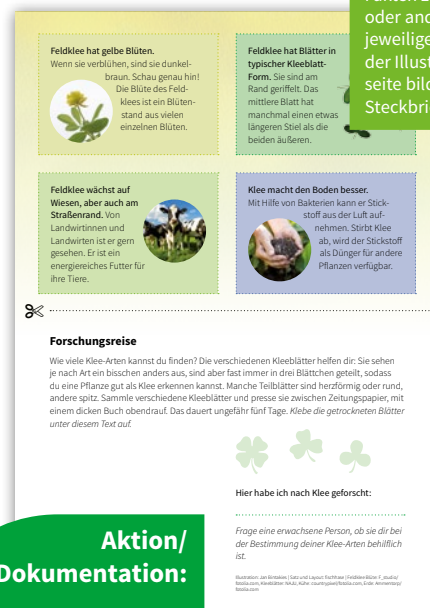 oder and
jeweilige
der Illust
seite bild
Steckbri
Feldklee hat gelbe Blüten.
Wenn sie verblühen, sind sie dunkel-
braun. Schau genau hin!
Die Blüte des Feld-
klees ist ein Blüten-
stand aus vielen
einzelnen Blüten.
Feldklee hat Blätter in
typischer Kleeblatt-
Form. Sie sind am
Rand geriffelt. Das
mittlere Blatt hat
manchmal einen etwas
längeren Stiel als die
beiden äußeren.
Feldklee wächst auf
Wiesen, aber auch am
Straßenrand. Von
Landwirtinnen und
Landwirten ist er gern
gesehen. Er ist ein
energiereiches Futter für
ihre Tiere.
Klee macht den Boden besser.
Mit Hilfe von Bakterien kann er Stick-
stoff aus der Luft auf-
nehmen. Stirbt Klee
ab, wird der Stickstoff
als Dünger für andere
Pflanzen verfügbar.
Forschungsreise
Wie viele Klee-Arten kannst du finden? Die verschiedenen Kleeblätter helfen dir: Sie sehen
je nach Art ein bisschen anders aus, sind aber fast immer in drei Blättchen geteilt, sodass
du eine Pflanze gut als Klee erkennen kannst. Manche Teilblätter sind herzförmig oder rund,
andere spitz. Sammle verschiedene Kleeblätter und presse sie zwischen Zeitungspapier, mit
einem dicken Buch obendrauf. Das dauert ungefähr fünf Tage. Klebe die getrockneten Blätter
unter diesem Text auf.
Hier habe ich nach Klee geforscht:
Frage eine erwachsene Person, ob sie dir bei
der Bestimmung deiner Klee-Arten behilflich
ist.
Aktion/
Dokumentation: